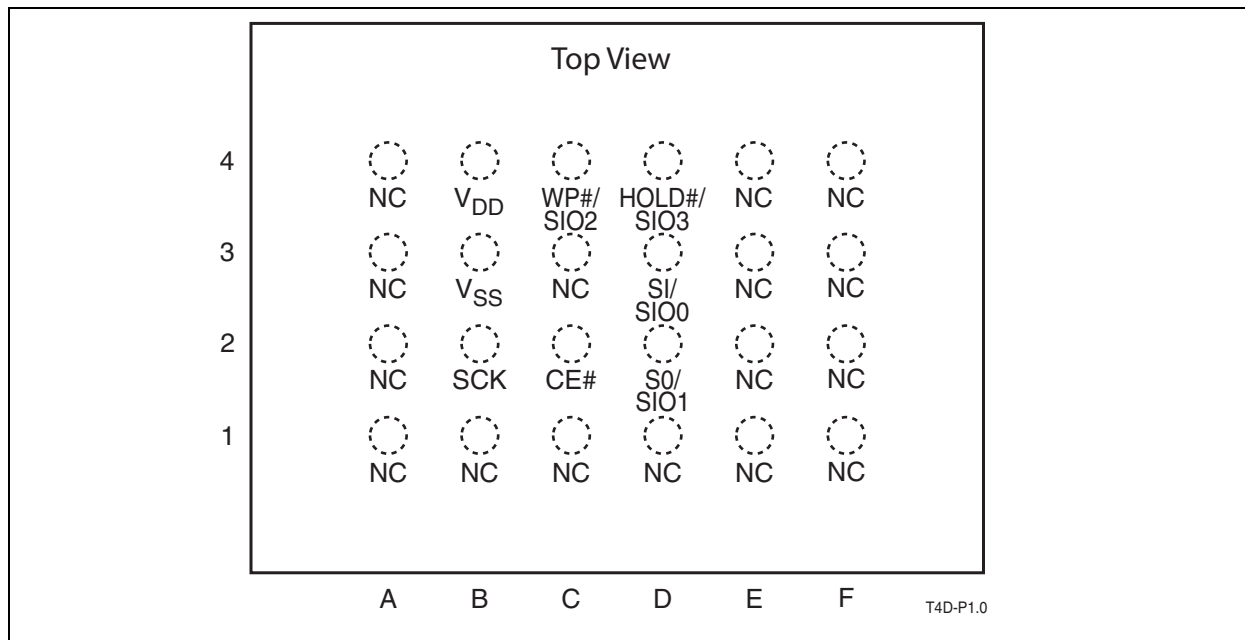 Top View
4
NC VDD WP#/ HOLD#/ NC NC
SIO2 SIO3
3
NC VSS NC SI/ NC NC
SIO0
2
NC SCK CE# S0/ NC NC
SIO1
1
NC NC NC NC NC NC
A B C D E F
T4D-P1.0